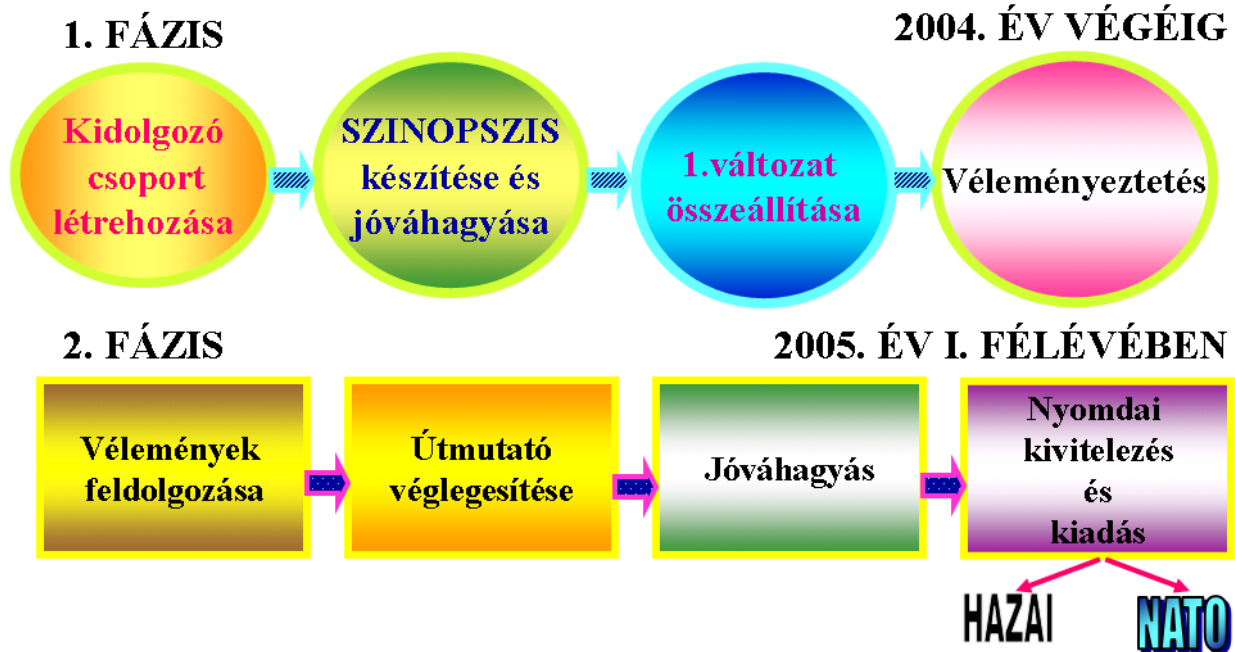 1. FÁZIS
2004. ÉV VÉGÉIG
Kidolgozó
csoport
létrehozása
SZINOPSZIS
készítése és
jóváhagyása
1.változat
összeállítása
Véleményeztetés
2. FÁZIS
2005. ÉV I. FÉLÉVÉBEN
Vélemények
feldolgozása
Útmutató
véglegesítése
Jóváhagyás
Nyomdai
kivitelezés
és
kiadás
HAZAI
NATO